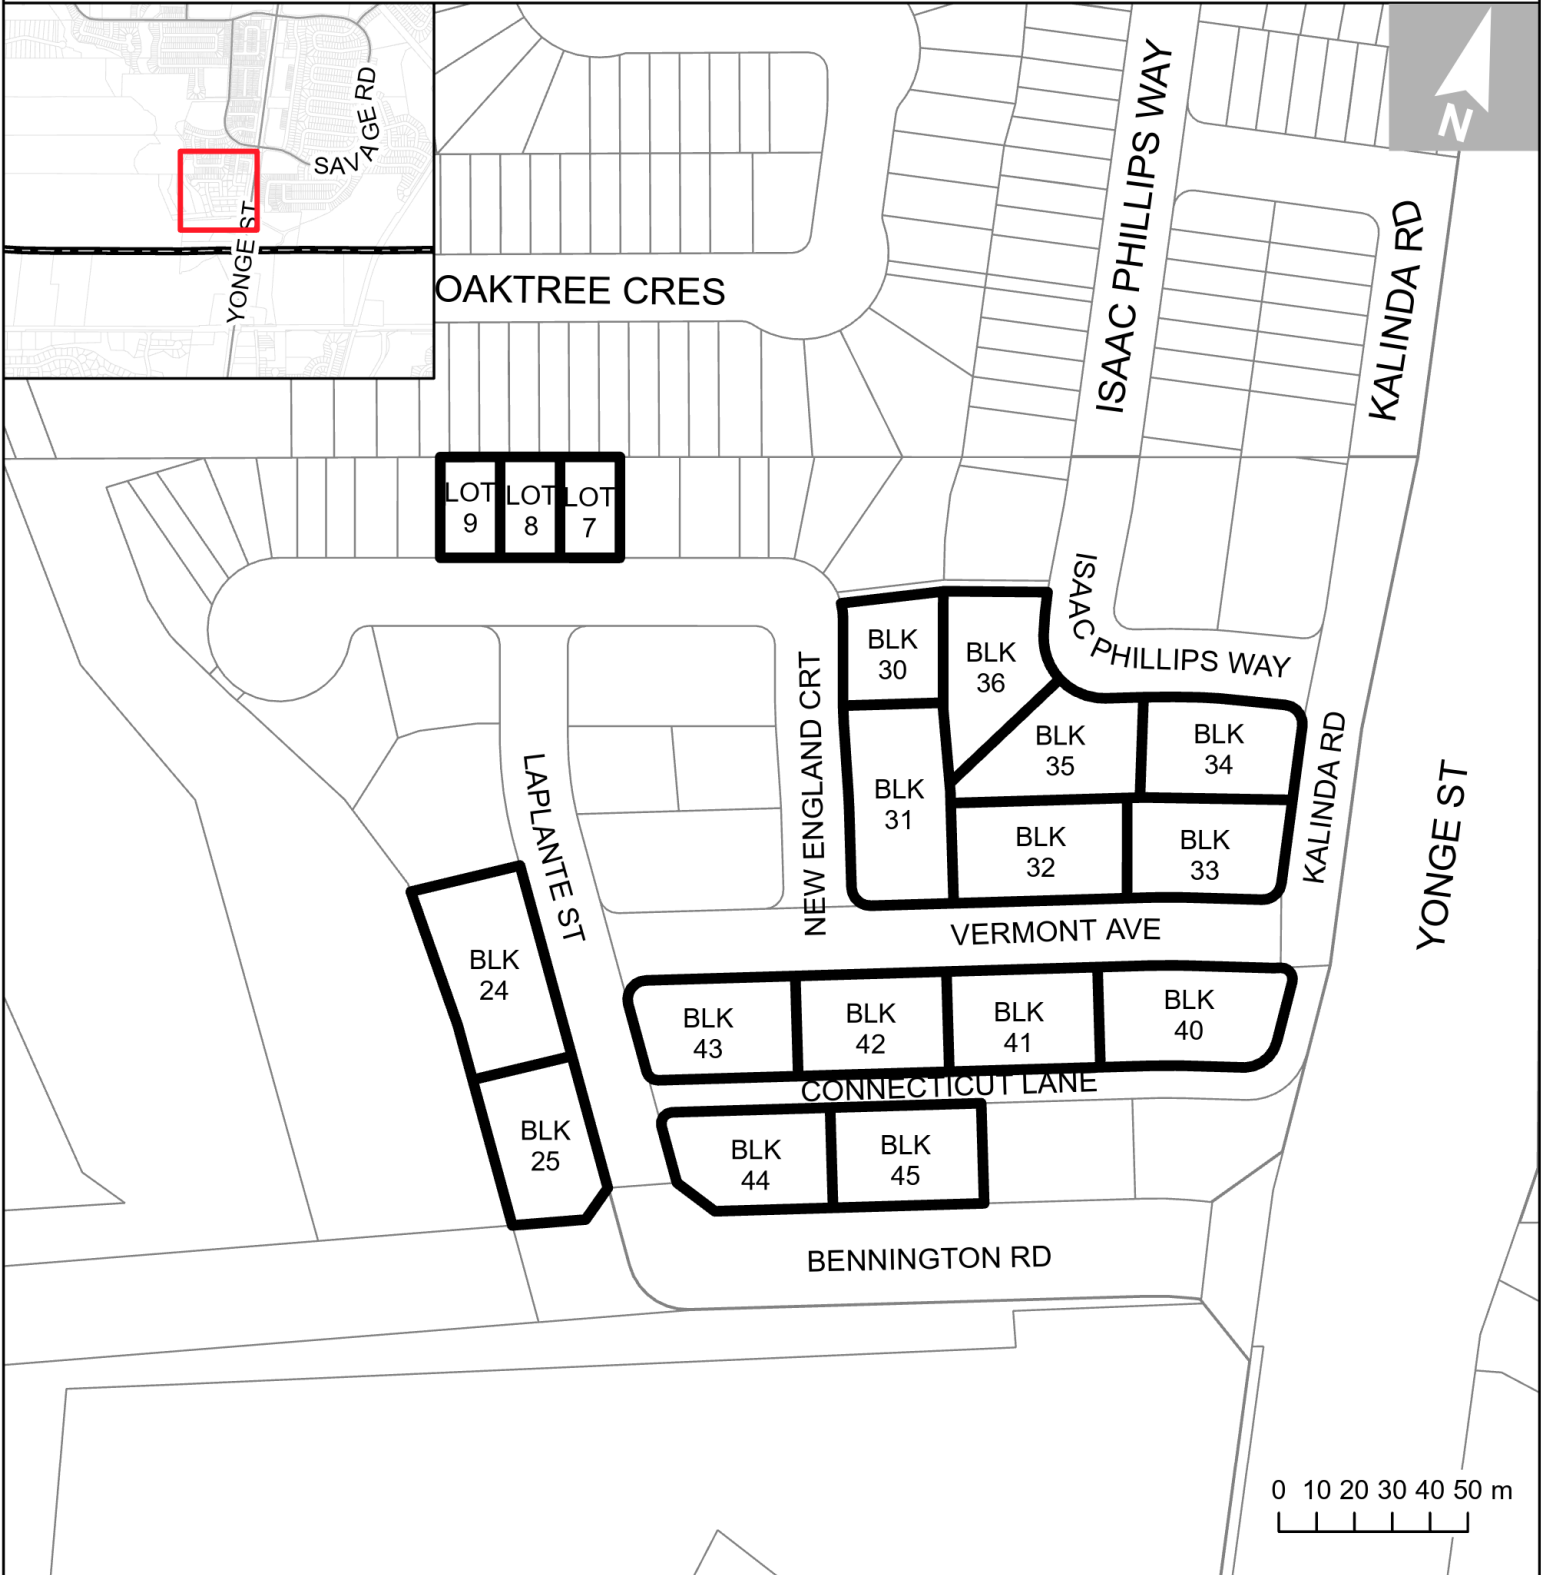 SAVAGE RD
YONGE ST
N
ISAAC PHILLIPS WAY
KALINDA RD
OAKTREE CRES
LOT
9
LOT
8
LOT
7
ISAAC PHILLIPS WAY
BLK
30
BLK
36
BLK
35
BLK
34
BLK
31
BLK
32
BLK
33
NEW ENGLAND CRT
KALINDA RD
YONGE ST
LAPLANTE ST
VERMONT AVE
BLK
24
BLK
43
BLK
42
BLK
41
BLK
40
CONNECTICUT LANE
BLK
25
BLK
44
BLK
45
BENNINGTON RD
0 10 20 30 40 50 m